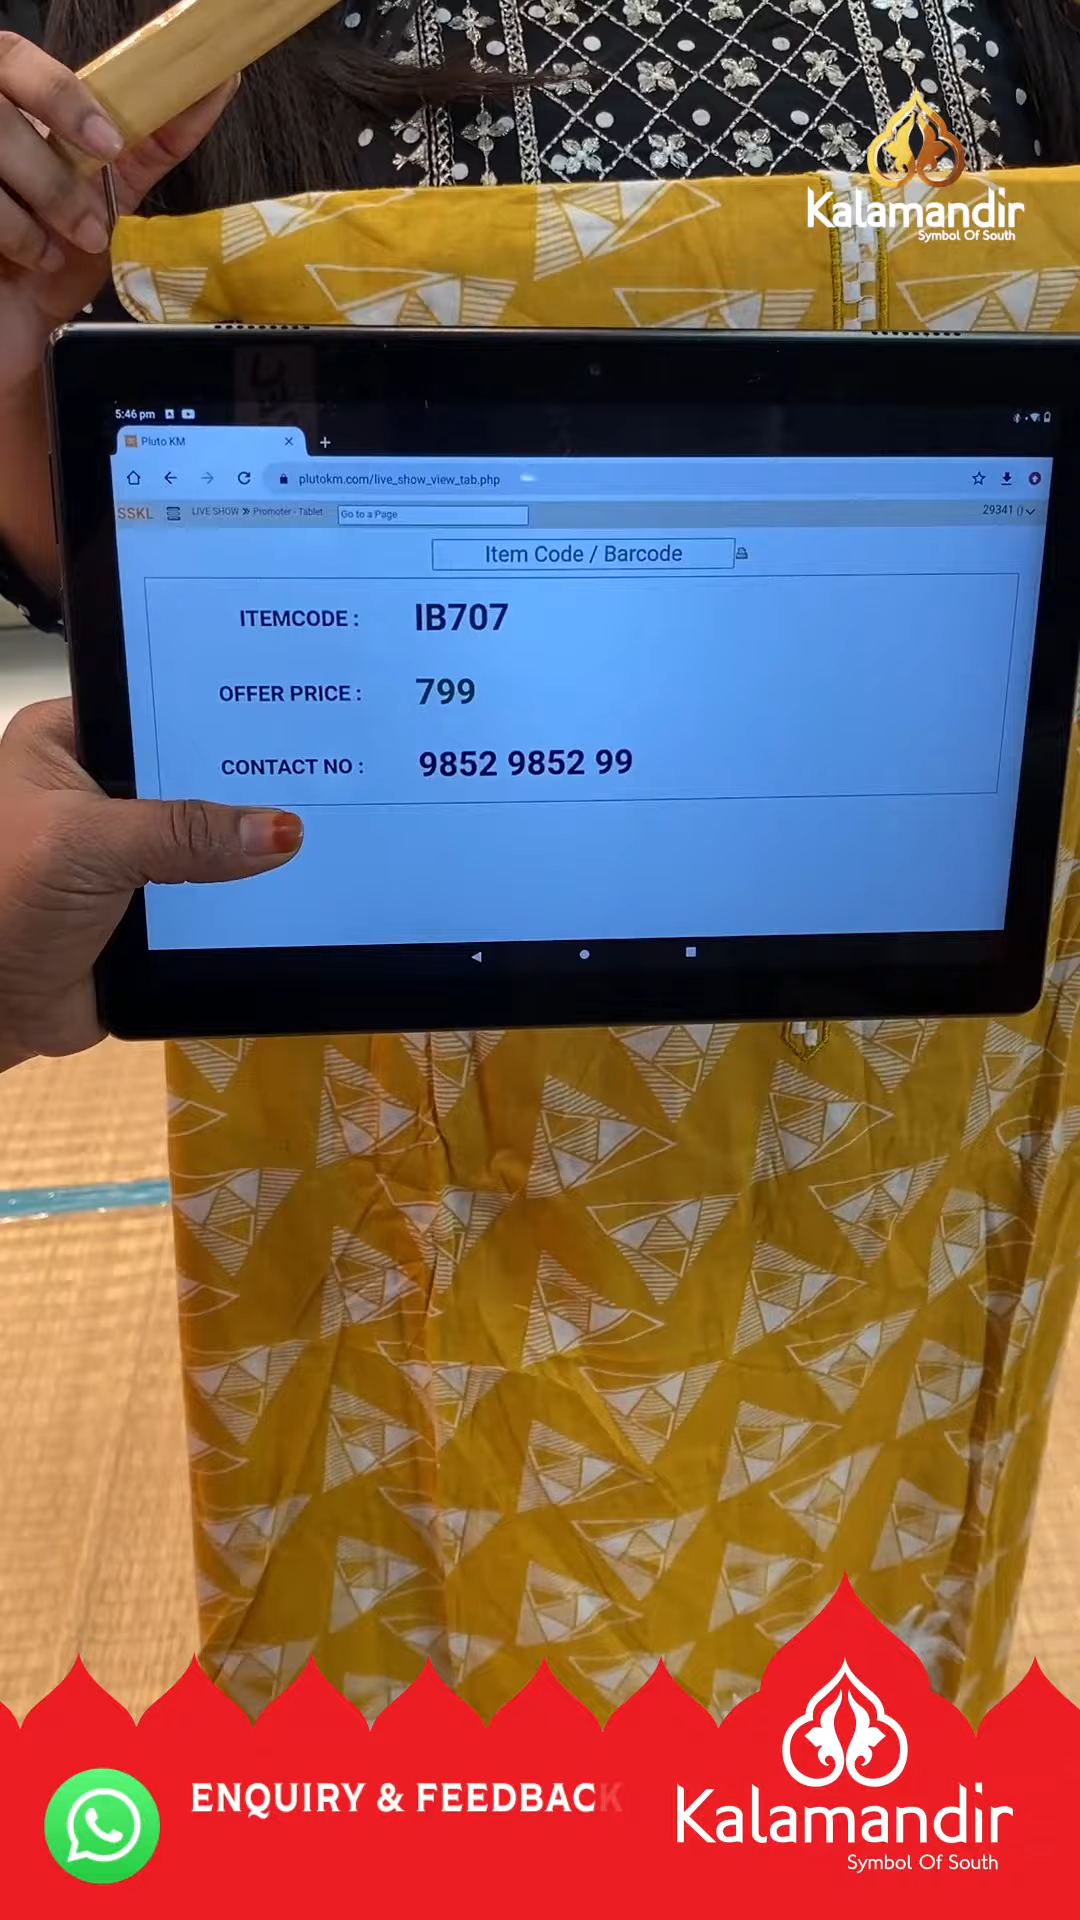 Kalamandir
Symbol Of South
5:46 pm
Pluto KM
plutokm.com/live_show_view_tab.php
SSKL
LIVE SHOW » Promoter - Tablet
Go to a Page
29341 ()
Item Code / Barcode
ITEMCODE : IB707
OFFER PRICE : 799
CONTACT NO : 9852 9852 99
ENQUIRY & FEEDBACK
Kalamandir
Symbol Of South